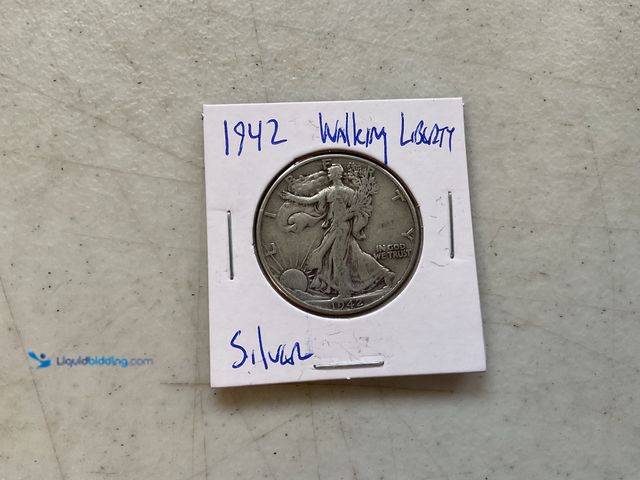 1942 Walking Liberty
LIBERTY
IN GOD
WE TRUST
1942
Silver
Liquidbidding.com